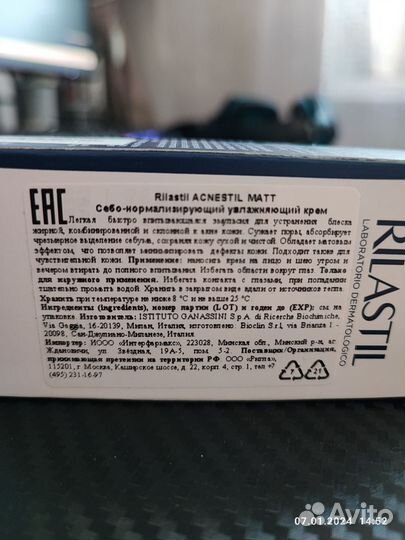 Rilastil ACNESTIL MATT
Себо-нормализирующий увлажняющий крем
EAC
Легкая быстро впитывающаяся эмульсия для устранения блеска
жирной, комбинированной и склонной к акне кожи. Сужает поры, абсорбирует
чрезмерное выделение себума, сохраняя кожу сухой и чистой. Обладает матовым
эффектом, что позволяет минимизировать дефекты кожи. Подходит также для
чувствительной кожи. Применение: наносить крем на лицо и шею утром и
вечером втирать до полного впитывания. Избегать области вокруг глаз. Только
для наружного применения. Избегать контакта с глазами, при попадании
тщательно промыть водой. Хранить в закрытом виде вдали от источников тепла.
Хранить при температуре не ниже 8 °C и не выше 25 °C.
Ингредиенты (Ingredients), номер партии (LOT) и годен до (EXP): см. на
упаковке. Изготовитель: ISTITUTO GANASSINI S.p.A. di Ricerche Biochimiche,
Via Gaggia, 16-20139, Милан, Италия, изготовлено: Bioclin S.r.l, via Brianza 1 -
20098, Сан-Джулиано-Миланезе, Италия
Импортер: ИООО «Интерфармакс», 223028, Минская обл., Минский р-н, аг.
Ждановичи, ул Звёздная, 19А-5, пом. 5-2 Поставщик/Организация,
принимающая претензии на территории РФ: ООО «Ригла»,
115201, г. Москва, Каширское шоссе, д. 22, корп 4, стр. 1, тел +7
(495) 231-16-97
7
21
RILASTIL
LABORATORIO DERMATOLOGICO
07.01.2024 14:52
Avito